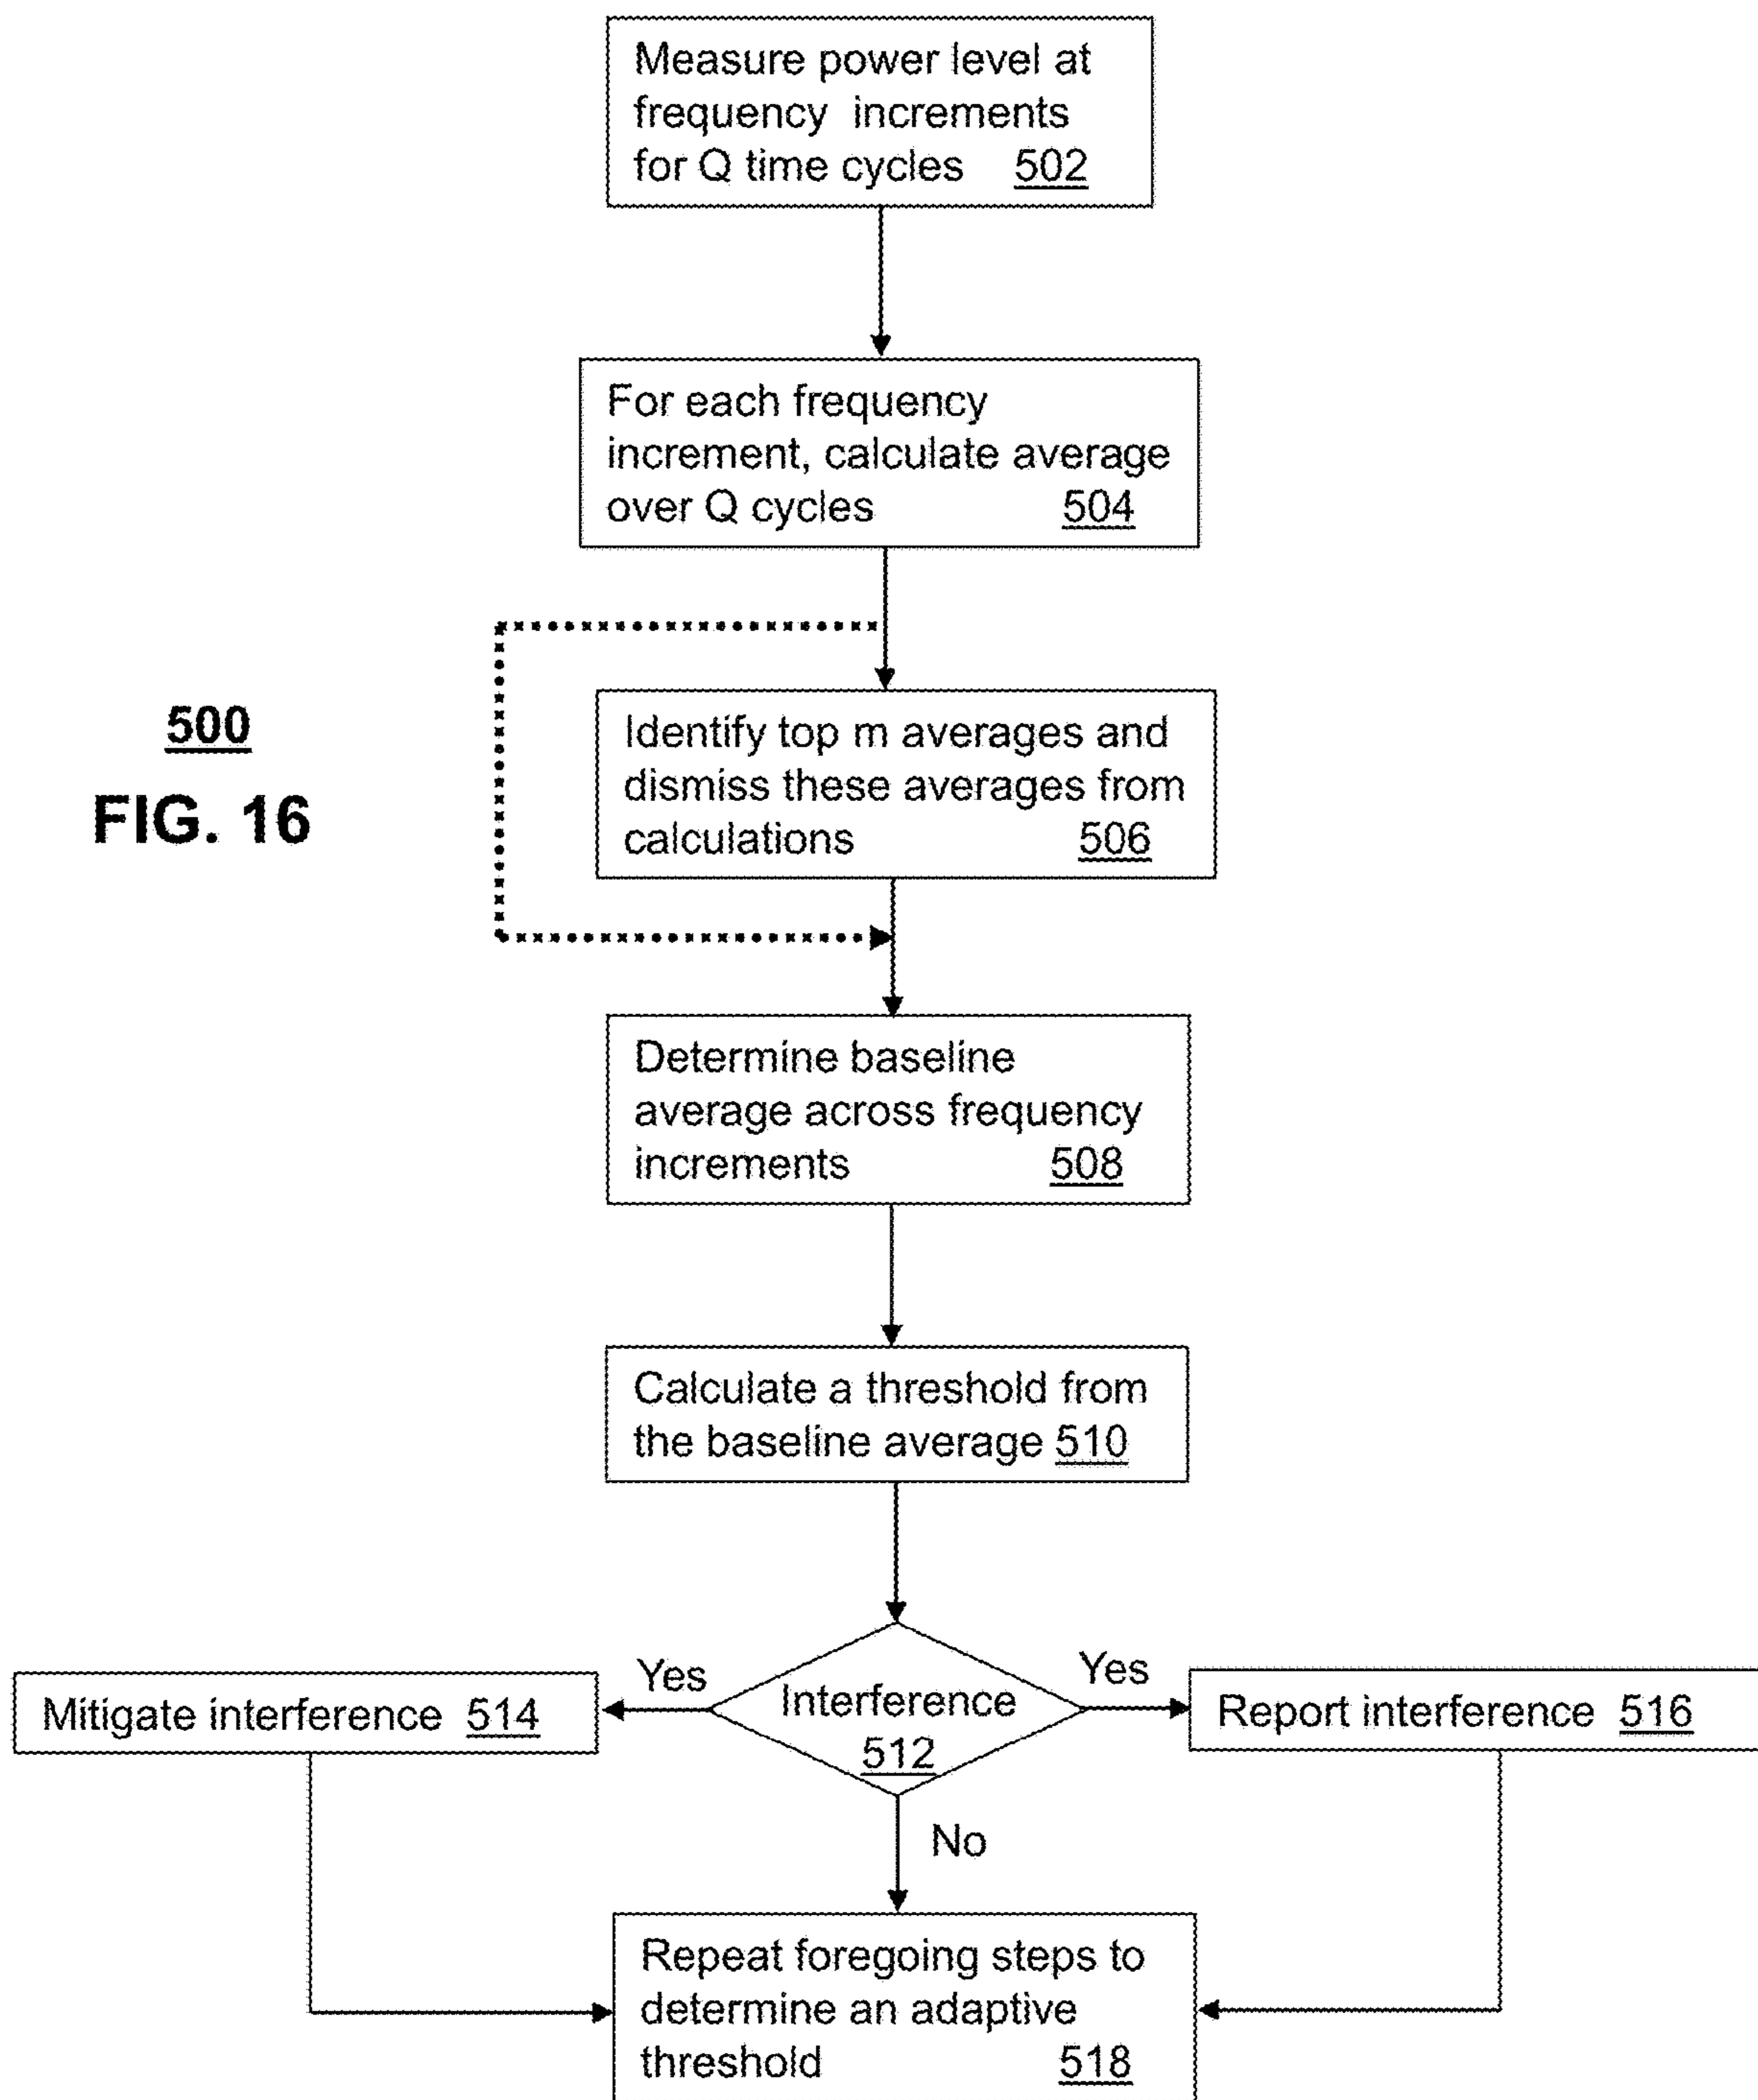 Measure power level at
frequency increments
for Q time cycles 502
For each frequency
increment, calculate average
over Q cycles 504
500
FIG. 16
Identify top m averages and
dismiss these averages from
calculations 506
Determine baseline
average across frequency
increments 508
Calculate a threshold from
the baseline average 510
Yes
Yes
Mitigate interference 514
Interference
512
Report interference 516
No
Repeat foregoing steps to
determine an adaptive
threshold 518